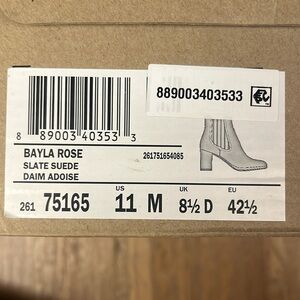 889003403533
8 89003 40353 3
BAYLA ROSE 261751654085
SLATE SUEDE
DAIM ADOISE
US UK EU
261 75165 11 M 8½ D 42½